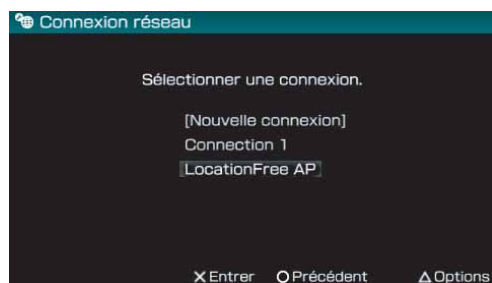 Connexion réseau
Sélectionner une connexion.
[Nouvelle connexion]
Connection 1
LocationFree AP
Entrer Précédent Options